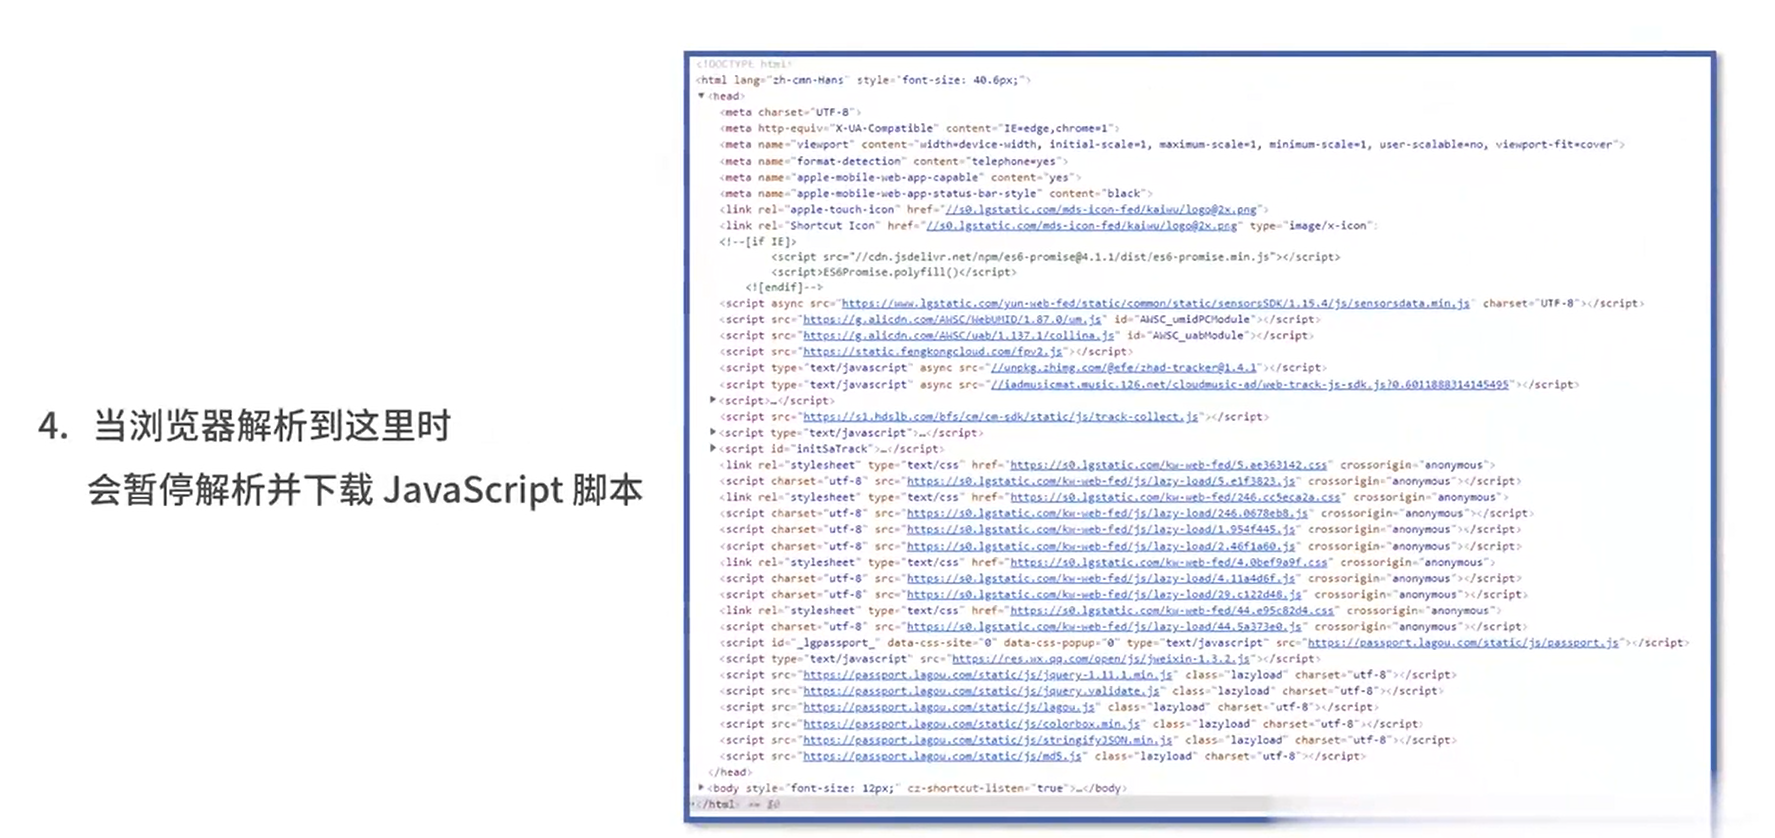 4. 当浏览器解析到这里时
会暂停解析并下载 JavaScript 脚本
<!DOCTYPE html>
<html lang="zh-cmn-Hans" style="font-size: 40.6px;">
▼<head>
<meta charset="UTF-8">
<meta http-equiv="X-UA-Compatible" content="IE=edge,chrome=1">
<meta name="viewport" content="width=device-width, initial-scale=1, maximum-scale=1, minimum-scale=1, user-scalable=no, viewport-fit=cover">
<meta name="format-detection" content="telephone=yes">
<meta name="apple-mobile-web-app-capable" content="yes">
<meta name="apple-mobile-web-app-status-bar-style" content="black">
<link rel="apple-touch-icon" href="//s0.lgstatic.com/mds-icon-fed/kaiwu/logo@2x.png">
<link rel="Shortcut Icon" href="//s0.lgstatic.com/mds-icon-fed/kaiwu/logo@2x.png" type="image/x-icon">
<!--[if IE]>
<script src="//cdn.jsdelivr.net/npm/es6-promise@4.1.1/dist/es6-promise.min.js"></script>
<script>ES6Promise.polyfill()</script>
<![endif]-->
<script async src="https://www.lgstatic.com/yun-web-fed/static/common/static/sensorsSDK/1.15.4/js/sensorsdata.min.js" charset="UTF-8"></script>
<script src="https://g.alicdn.com/AWSC/WebUMID/1.87.0/um.js" id="AWSC_umidPCModule"></script>
<script src="https://g.alicdn.com/AWSC/uab/1.137.1/collina.js" id="AWSC_uabModule"></script>
<script src="https://static.fengkongcloud.com/fpv2.js"></script>
<script type="text/javascript" async src="//unpkg.zhimg.com/@efe/zhad-tracker@1.4.1"></script>
<script type="text/javascript" async src="//iadmusicmat.music.126.net/cloudmusic-ad/web-track-js-sdk.js?0.6011888314145495"></script>
▶<script>…</script>
<script src="https://s1.hdslb.com/bfs/cm/cm-sdk/static/js/track-collect.js"></script>
▶<script type="text/javascript">…</script>
▶<script id="initSaTrack">…</script>
<link rel="stylesheet" type="text/css" href="https://s0.lgstatic.com/kw-web-fed/5.ae363142.css" crossorigin="anonymous">
<script charset="utf-8" src="https://s0.lgstatic.com/kw-web-fed/js/lazy-load/5.e1f3823.js" crossorigin="anonymous"></script>
<link rel="stylesheet" type="text/css" href="https://s0.lgstatic.com/kw-web-fed/246.cc5eca2a.css" crossorigin="anonymous">
<script charset="utf-8" src="https://s0.lgstatic.com/kw-web-fed/js/lazy-load/246.0678eb8.js" crossorigin="anonymous"></script>
<script charset="utf-8" src="https://s0.lgstatic.com/kw-web-fed/js/lazy-load/1.954f445.js" crossorigin="anonymous"></script>
<script charset="utf-8" src="https://s0.lgstatic.com/kw-web-fed/js/lazy-load/2.46f1a60.js" crossorigin="anonymous"></script>
<link rel="stylesheet" type="text/css" href="https://s0.lgstatic.com/kw-web-fed/4.0bef9a9f.css" crossorigin="anonymous">
<script charset="utf-8" src="https://s0.lgstatic.com/kw-web-fed/js/lazy-load/4.11a4d6f.js" crossorigin="anonymous"></script>
<script charset="utf-8" src="https://s0.lgstatic.com/kw-web-fed/js/lazy-load/29.c122d48.js" crossorigin="anonymous"></script>
<link rel="stylesheet" type="text/css" href="https://s0.lgstatic.com/kw-web-fed/44.e95c82d4.css" crossorigin="anonymous">
<script charset="utf-8" src="https://s0.lgstatic.com/kw-web-fed/js/lazy-load/44.5a373e0.js" crossorigin="anonymous"></script>
<script id="_lgpassport_" data-css-site="0" data-css-popup="0" type="text/javascript" src="https://passport.lagou.com/static/js/passport.js"></script>
<script type="text/javascript" src="https://res.wx.qq.com/open/js/jweixin-1.3.2.js"></script>
<script src="https://passport.lagou.com/static/js/jquery-1.11.1.min.js" class="lazyload" charset="utf-8"></script>
<script src="https://passport.lagou.com/static/js/jquery.validate.js" class="lazyload" charset="utf-8"></script>
<script src="https://passport.lagou.com/static/js/lagou.js" class="lazyload" charset="utf-8"></script>
<script src="https://passport.lagou.com/static/js/colorbox.min.js" class="lazyload" charset="utf-8"></script>
<script src="https://passport.lagou.com/static/js/stringifyJSON.min.js" class="lazyload" charset="utf-8"></script>
<script src="https://passport.lagou.com/static/js/md5.js" class="lazyload" charset="utf-8"></script>
</head>
▶<body style="font-size: 12px;" cz-shortcut-listen="true">…</body>
</html> == $0